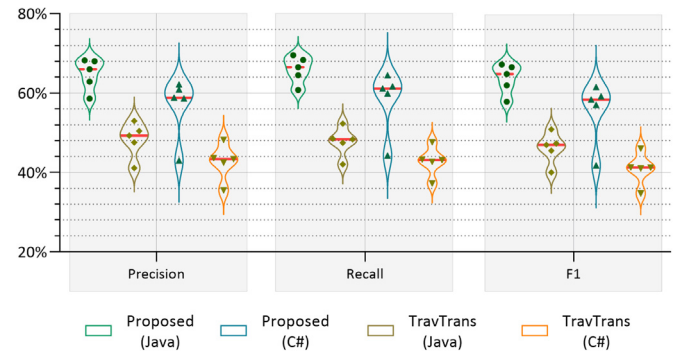 80%
60%
40%
20%
Precision
Recall
F1
Proposed
(Java)
Proposed
(C#)
TravTrans
(Java)
TravTrans
(C#)